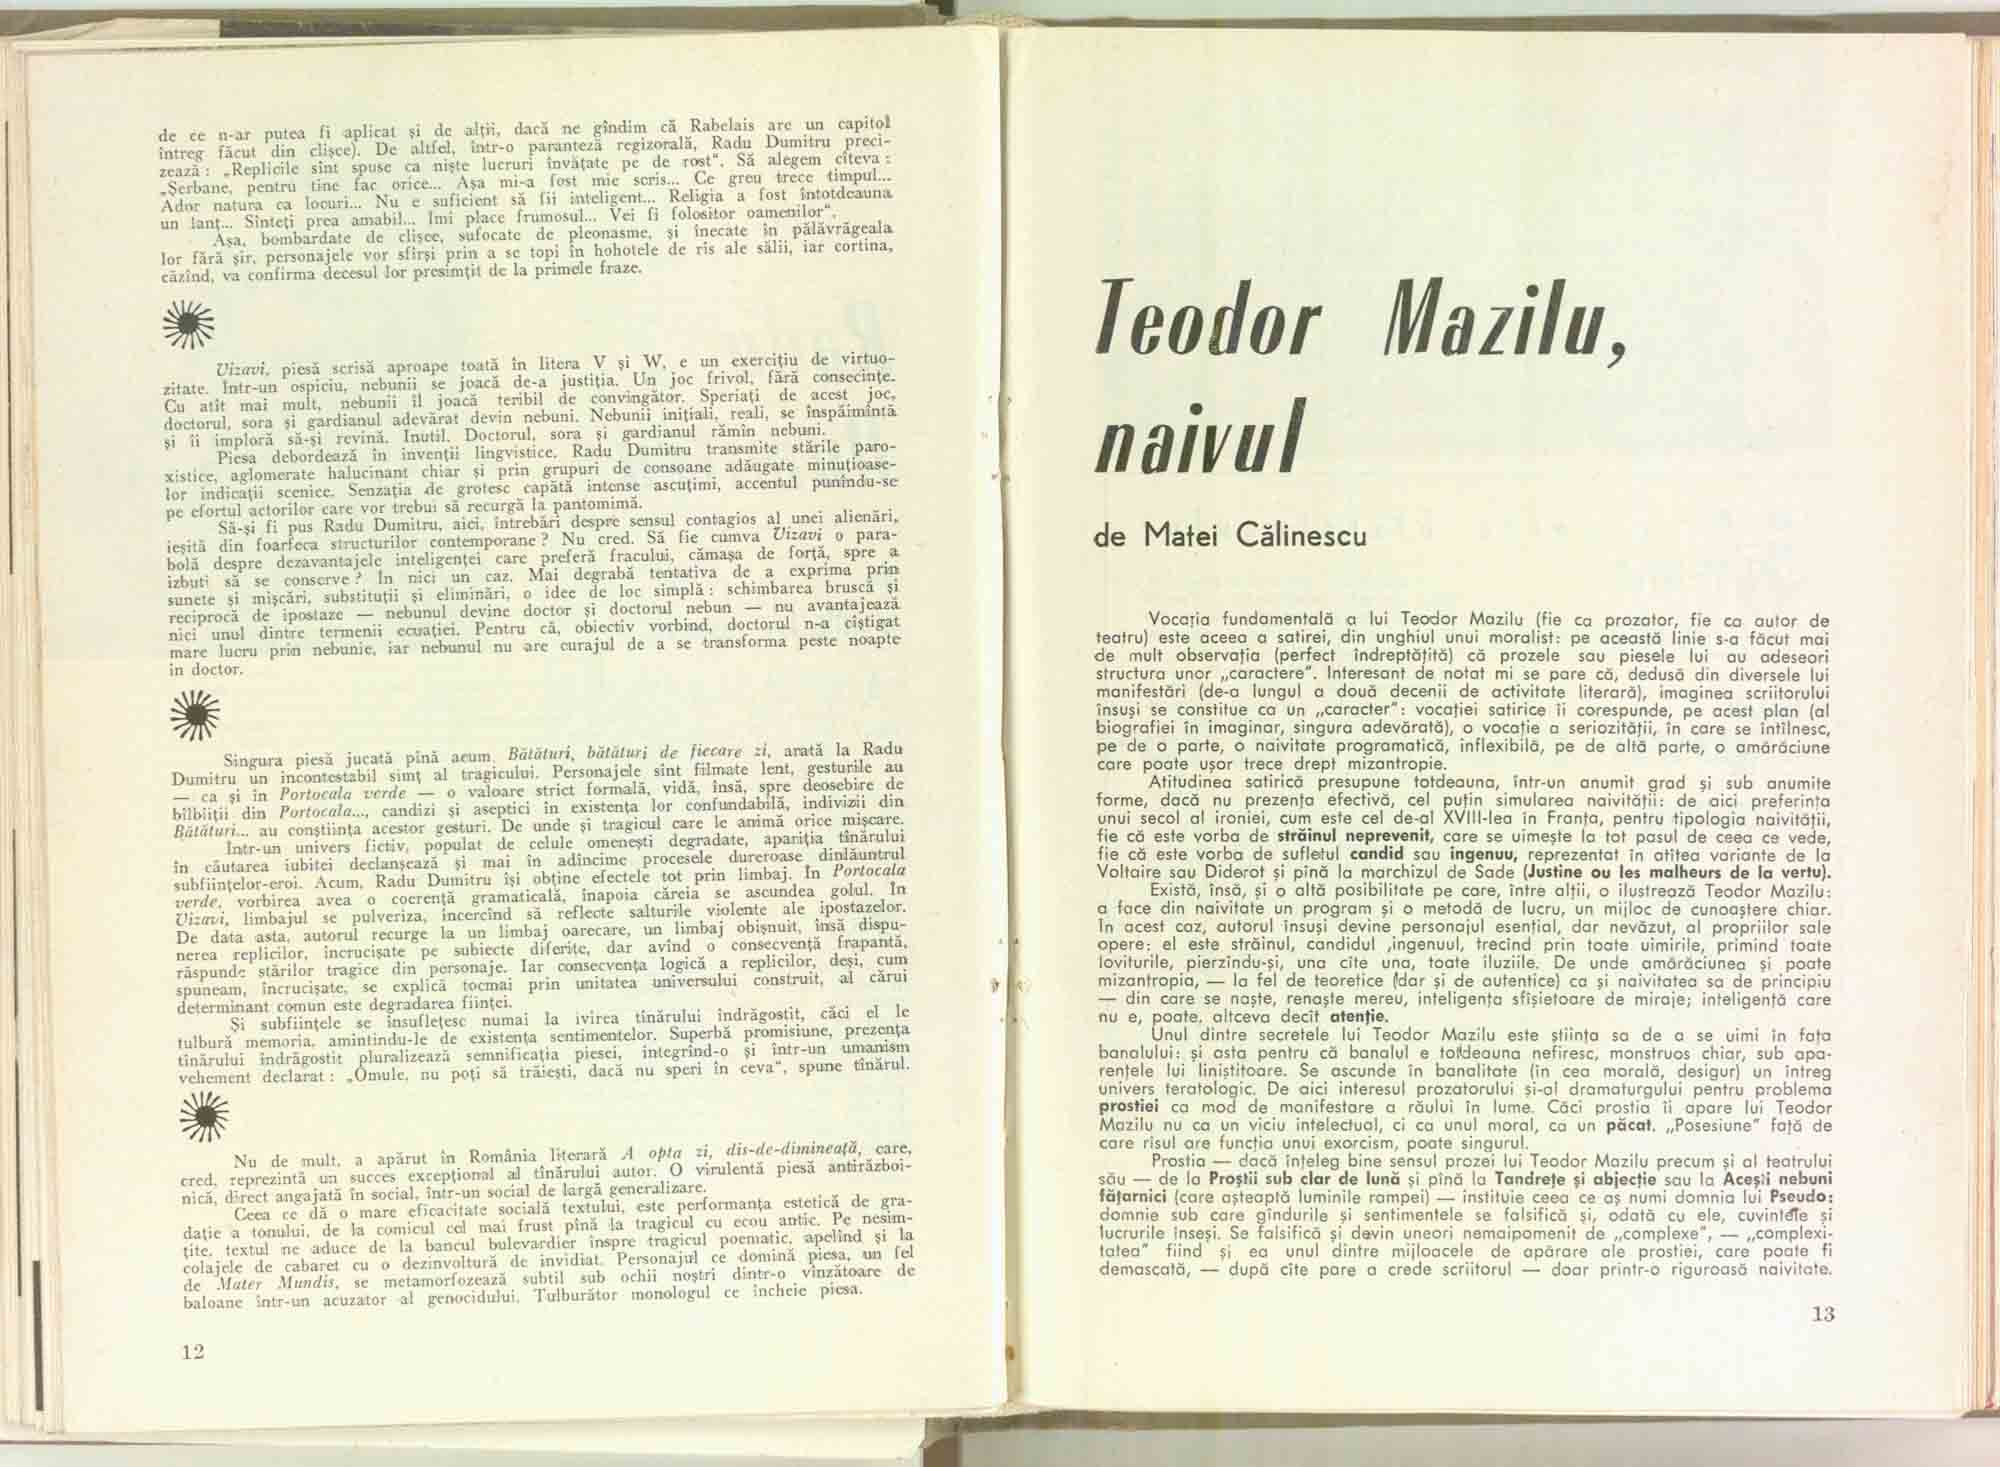 de ce n-ar putea fi aplicat și de alții, dacă ne gîndim că Rabelais are un capitol
întreg făcut din clișee). De altfel, într-o paranteză regizorală, Radu Dumitru preci-
zează : „Replicile sînt spuse ca niște lucruri învățate pe de rost“. Să alegem cîteva :
„Șerbane, pentru tine fac orice... Așa mi-a fost mie scris... Ce greu trece timpul...
Ador natura ca locuri... Nu e suficient să fii inteligent... Religia a fost întotdeauna
un lanț... Sînteți prea amabil... Îmi place frumosul... Vei fi folositor oamenilor“.
Așa, bombardate de clișee, sufocate de pleonasme, și înecate în pălăvrăgeala
lor fără șir, personajele vor sfîrși prin a se topi în hohotele de rîs ale sălii, iar cortina,
căzînd, va confirma decesul lor presimțit de la primele fraze.
Uizavi, piesă scrisă aproape toată în litera V și W, e un exercițiu de virtuo-
zitate. Într-un ospiciu, nebunii se joacă de-a justiția. Un joc frivol, fără consecințe.
Cu atît mai mult, nebunii îl joacă teribil de convingător. Speriați de acest joc,
doctorul, sora și gardianul adevărat devin nebuni. Nebunii inițiali, reali, se înspăimîntă
și îi imploră să-și revină. Inutil. Doctorul, sora și gardianul rămîn nebuni.
Piesa debordează în invenții lingvistice. Radu Dumitru transmite stările paro-
xistice, aglomerate halucinant chiar și prin grupuri de consoane adăugate minuțioase-
lor indicații scenice. Senzația de grotesc capătă intense ascuțimi, accentul punîndu-se
pe efortul actorilor care vor trebui să recurgă la pantomimă.
Să-și fi pus Radu Dumitru, aici, întrebări despre sensul contagios al unei alienări,
ieșită din foarfeca structurilor contemporane ? Nu cred. Să fie cumva Uizavi o para-
bolă despre dezavantajele inteligenței care preferă fracului, cămașa de forță, spre a
izbuti să se conserve ? În nici un caz. Mai degrabă tentativa de a exprima prin
sunete și mișcări, substituții și eliminări, o idee de loc simplă : schimbarea bruscă și
reciprocă de ipostaze — nebunul devine doctor și doctorul nebun — nu avantajează
nici unul dintre termenii ecuației. Pentru că, obiectiv vorbind, doctorul n-a cîștigat
mare lucru prin nebunie, iar nebunul nu are curajul de a se transforma peste noapte
în doctor.
Singura piesă jucată pînă acum, Bătături, bătături de fiecare zi, arată la Radu
Dumitru un incontestabil simț al tragicului. Personajele sînt filmate lent, gesturile au
— ca și în Portocala verde — o valoare strict formală, vidă, însă, spre deosebire de
bîlbîiții din Portocala..., candizi și aseptici în existența lor confundabilă, indivizii din
Bătături... au conștiința acestor gesturi. De unde și tragicul care le animă orice mișcare.
Într-un univers fictiv, populat de celule omenești degradate, apariția tînărului
în căutarea iubitei declanșează și mai în adîncime procesele dureroase dinlăuntrul
subființelor-eroi. Acum, Radu Dumitru își obține efectele tot prin limbaj. În Portocala
verde, vorbirea avea o coerență gramaticală, înapoia căreia se ascundea golul. În
Uizavi, limbajul se pulveriza, încercînd să reflecte salturile violente ale ipostazelor.
De data asta, autorul recurge la un limbaj oarecare, un limbaj obișnuit, însă dispu-
nerea replicilor, încrucișate pe subiecte diferite, dar avînd o consecvență frapantă,
răspunde stărilor tragice din personaje. Iar consecvența logică a replicilor, deși, cum
spuneam, încrucișate, se explică tocmai prin unitatea universului construit, al cărui
determinant comun este degradarea ființei.
Și subființele se însuflețesc numai la ivirea tînărului îndrăgostit, căci el le
tulbură memoria, amintindu-le de existența sentimentelor. Superbă promisiune, prezența
tînărului îndrăgostit pluralizează semnificația piesei, integrînd-o și într-un umanism
vehement declarat : „Omule, nu poți să trăiești, dacă nu speri în ceva“, spune tînărul.
Nu de mult, a apărut în România literară A opta zi, dis-de-dimineață, care,
cred, reprezintă un succes excepțional al tînărului autor. O virulentă piesă antirăzboi-
nică, direct angajată în social, într-un social de largă generalizare.
Ceea ce dă o mare eficacitate socială textului, este performanța estetică de gra-
dație a tonului, de la comicul cel mai frust pînă la tragicul cu ecou antic. Pe nesim-
țite, textul ne aduce de la bancul bulevardier înspre tragicul poematic, apelînd și la
colajele de cabaret cu o dezinvoltură de invidiat. Personajul ce domină piesa, un fel
de Mater Mundis, se metamorfozează subtil sub ochii noștri dintr-o vînzătoare de
baloane într-un acuzator al genocidului. Tulburător monologul ce încheie piesa.
12
Teodor Mazilu,
naivul
de Matei Călinescu
Vocația fundamentală a lui Teodor Mazilu (fie ca prozator, fie ca autor de
teatru) este aceea a satirei, din unghiul unui moralist: pe această linie s-a făcut mai
de mult observația (perfect îndreptățită) că prozele sau piesele lui au adeseori
structura unor „caractere“. Interesant de notat mi se pare că, dedusă din diversele lui
manifestări (de-a lungul a două decenii de activitate literară), imaginea scriitorului
însuși se constitue ca un „caracter“: vocației satirice îi corespunde, pe acest plan (al
biografiei în imaginar, singura adevărată), o vocație a seriozității, în care se întîlnesc,
pe de o parte, o naivitate programatică, inflexibilă, pe de altă parte, o amărăciune
care poate ușor trece drept mizantropie.
Atitudinea satirică presupune totdeauna, într-un anumit grad și sub anumite
forme, dacă nu prezența efectivă, cel puțin simularea naivității: de aici preferința
unui secol al ironiei, cum este cel de-al XVIII-lea în Franța, pentru tipologia naivității,
fie că este vorba de străinul neprevenit, care se uimește la tot pasul de ceea ce vede,
fie că este vorba de sufletul candid sau ingenuu, reprezentat în atîtea variante de la
Voltaire sau Diderot și pînă la marchizul de Sade (Justine ou les malheurs de la vertu).
Există, însă, și o altă posibilitate pe care, între alții, o ilustrează Teodor Mazilu:
a face din naivitate un program și o metodă de lucru, un mijloc de cunoaștere chiar.
În acest caz, autorul însuși devine personajul esențial, dar nevăzut, al propriilor sale
opere: el este străinul, candidul ,ingenuul, trecînd prin toate uimirile, primind toate
loviturile, pierzîndu-și, una cîte una, toate iluziile. De unde amărăciunea și poate
mizantropia, — la fel de teoretice (dar și de autentice) ca și naivitatea sa de principiu
— din care se naște, renaște mereu, inteligența sfîșietoare de miraje; inteligență care
nu e, poate, altceva decît atenție.
Unul dintre secretele lui Teodor Mazilu este știința sa de a se uimi în fața
banalului: și asta pentru că banalul e totdeauna nefiresc, monstruos chiar, sub apa-
rențele lui liniștitoare. Se ascunde în banalitate (în cea morală, desigur) un întreg
univers teratologic. De aici interesul prozatorului și-al dramaturgului pentru problema
prostiei ca mod de manifestare a răului în lume. Căci prostia îi apare lui Teodor
Mazilu nu ca un viciu intelectual, ci ca unul moral, ca un păcat. „Posesiune“ față de
care rîsul are funcția unui exorcism, poate singurul.
Prostia — dacă înțeleg bine sensul prozei lui Teodor Mazilu precum și al teatrului
său — de la Proștii sub clar de lună și pînă la Tandrețe și abjecție sau la Acești nebuni
fățarnici (care așteaptă luminile rampei) — instituie ceea ce aș numi domnia lui Pseudo:
domnie sub care gîndurile și sentimentele se falsifică și, odată cu ele, cuvintele și
lucrurile înseși. Se falsifică și devin uneori nemaipomenit de „complexe“, — „complexi-
tatea“ fiind și ea unul dintre mijloacele de apărare ale prostiei, care poate fi
demascată, — după cîte pare a crede scriitorul — doar printr-o riguroasă naivitate.
13